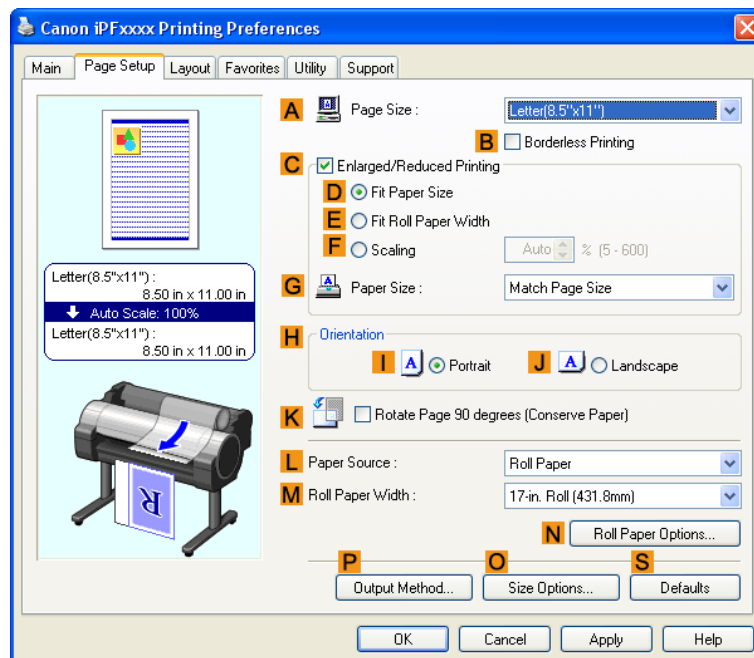 Canon iPFxxxx Printing Preferences
Main Page Setup Layout Favorites Utility Support
A Page Size : Letter(8.5"x11")
B Borderless Printing
C Enlarged/Reduced Printing
D Fit Paper Size
E Fit Roll Paper Width
F Scaling Auto % (5 - 600)
G Paper Size : Match Page Size
Letter(8.5"x11") :
8.50 in x 11.00 in
Auto Scale: 100%
Letter(8.5"x11") :
8.50 in x 11.00 in
H Orientation
I A Portrait J A Landscape
K Rotate Page 90 degrees (Conserve Paper)
L Paper Source : Roll Paper
M Roll Paper Width : 17-in. Roll (431.8mm)
R
N Roll Paper Options...
P O S
Output Method... Size Options... Defaults
OK Cancel Apply Help